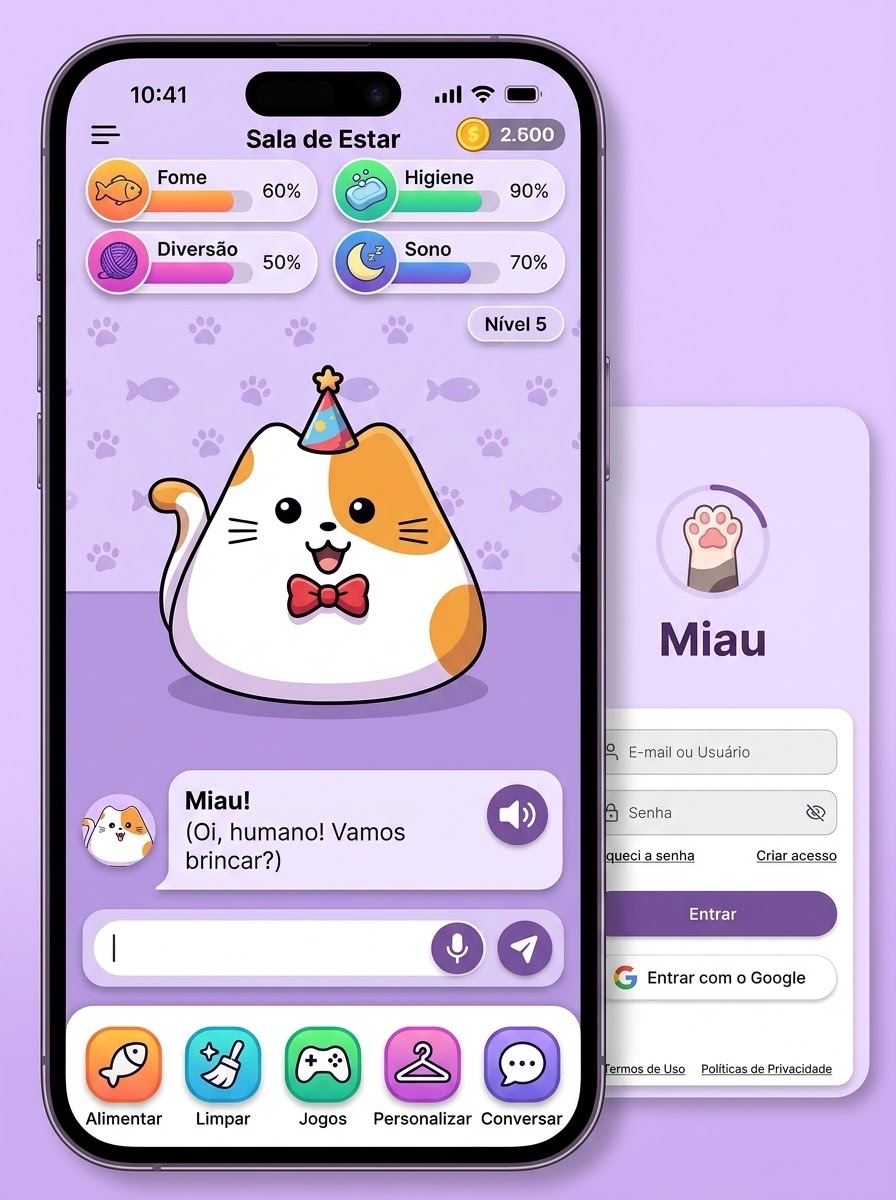 10:41
Sala de Estar
2.600
Fome
60%
Higiene
90%
Diversão
50%
Sono
70%
Nível 5
Miau!
(Oi, humano! Vamos
brincar?)
Alimentar
Limpar
Jogos
Personalizar
Conversar
Miau
E-mail ou Usuário
Senha
queci a senha
Criar acesso
Entrar
Entrar com o Google
Termos de Uso
Políticas de Privacidade